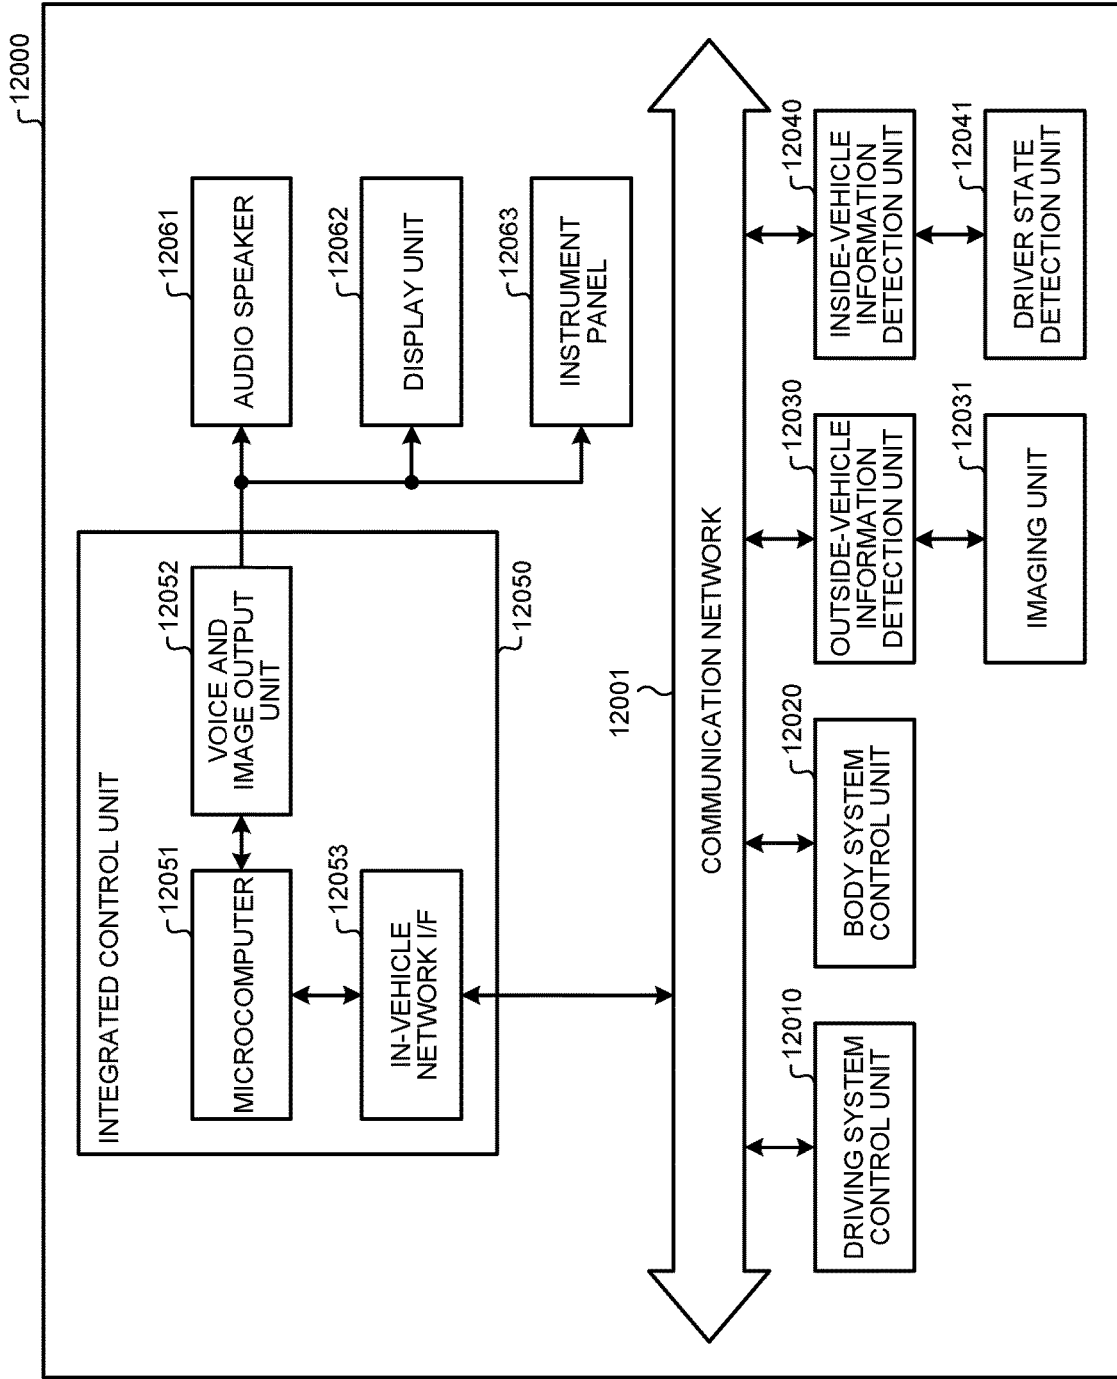 12000
INTEGRATED CONTROL UNIT
12051
MICROCOMPUTER
12052
VOICE AND
IMAGE OUTPUT
UNIT
12061
AUDIO SPEAKER
12053
IN-VEHICLE
NETWORK I/F
12062
DISPLAY UNIT
12050
12063
INSTRUMENT
PANEL
12001
COMMUNICATION NETWORK
12010
DRIVING SYSTEM
CONTROL UNIT
12020
BODY SYSTEM
CONTROL UNIT
12030
OUTSIDE-VEHICLE
INFORMATION
DETECTION UNIT
12040
INSIDE-VEHICLE
INFORMATION
DETECTION UNIT
12031
IMAGING UNIT
12041
DRIVER STATE
DETECTION UNIT